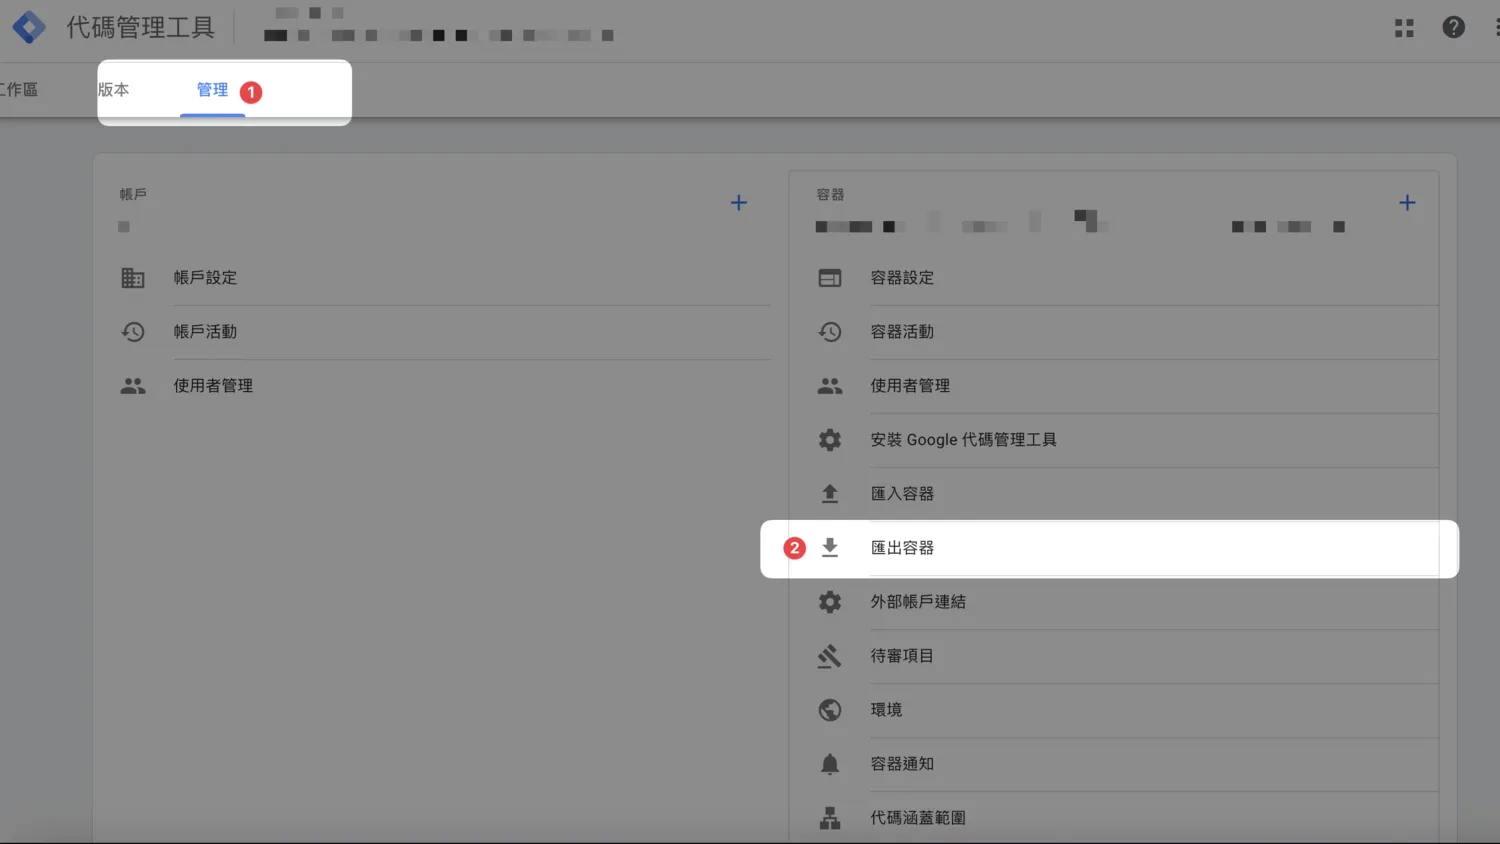 代碼管理工具
工作區
版本
管理
1
帳戶
帳戶設定
帳戶活動
使用者管理
容器
容器設定
容器活動
使用者管理
安裝 Google 代碼管理工具
匯入容器
2
匯出容器
外部帳戶連結
待審項目
環境
容器通知
代碼涵蓋範圍